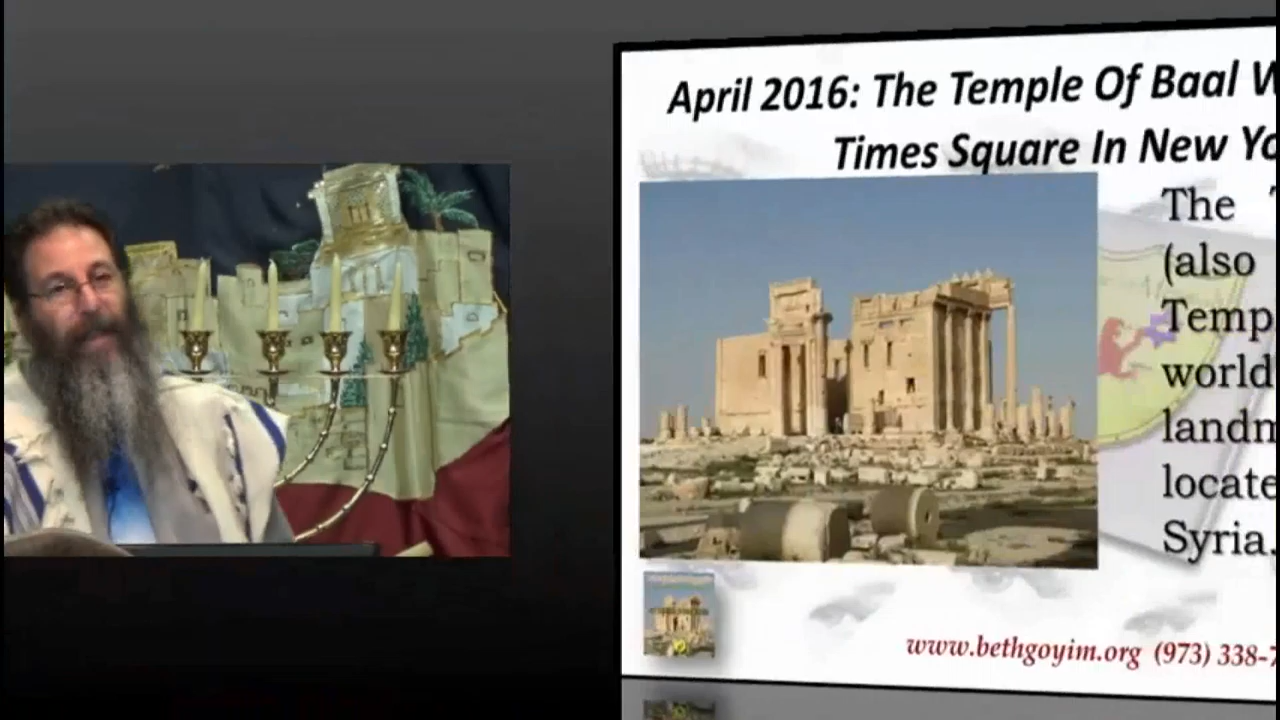 April 2016: The Temple Of Baal W
Times Square In New Yo
The
(also
Temp
world
landm
locate
Syria.
www.bethgoyim.org (973) 338-7